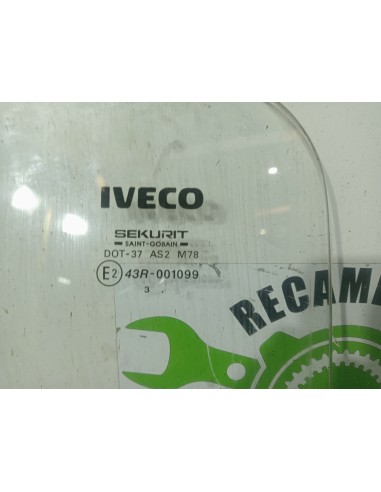 IVECO
SEKURIT
SAINT-GOBAIN
DOT-37 AS2 M78
E2 43R-001099
3
RECAM